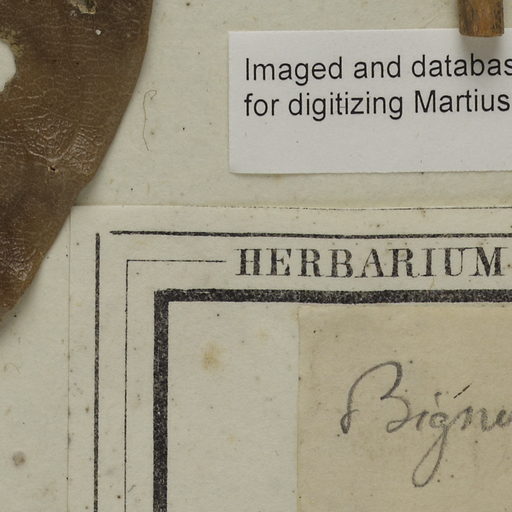 Imaged and databas
for digitizing Martius
HERBARIUM
Bign